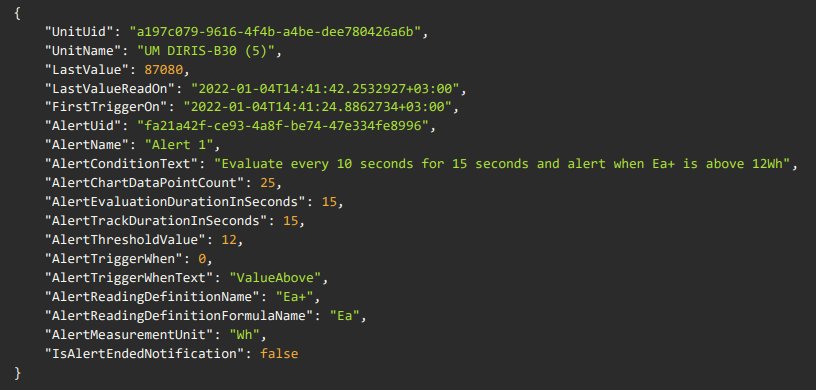 {
    "UnitUid": "a197c079-9616-4f4b-a4be-dee780426a6b",
    "UnitName": "UM DIRIS-B30 (5)",
    "LastValue": 87080,
    "LastValueReadOn": "2022-01-04T14:41:42.2532927+03:00",
    "FirstTriggerOn": "2022-01-04T14:41:24.8862734+03:00",
    "AlertUid": "fa21a42f-ce93-4a8f-be74-47e334fe8996",
    "AlertName": "Alert 1",
    "AlertConditionText": "Evaluate every 10 seconds for 15 seconds and alert when Ea+ is above 12Wh",
    "AlertChartDataPointCount": 25,
    "AlertEvaluationDurationInSeconds": 15,
    "AlertTrackDurationInSeconds": 15,
    "AlertThresholdValue": 12,
    "AlertTriggerWhen": 0,
    "AlertTriggerWhenText": "ValueAbove",
    "AlertReadingDefinitionName": "Ea+",
    "AlertReadingDefinitionFormulaName": "Ea",
    "AlertMeasurementUnit": "Wh",
    "IsAlertEndedNotification": false
}